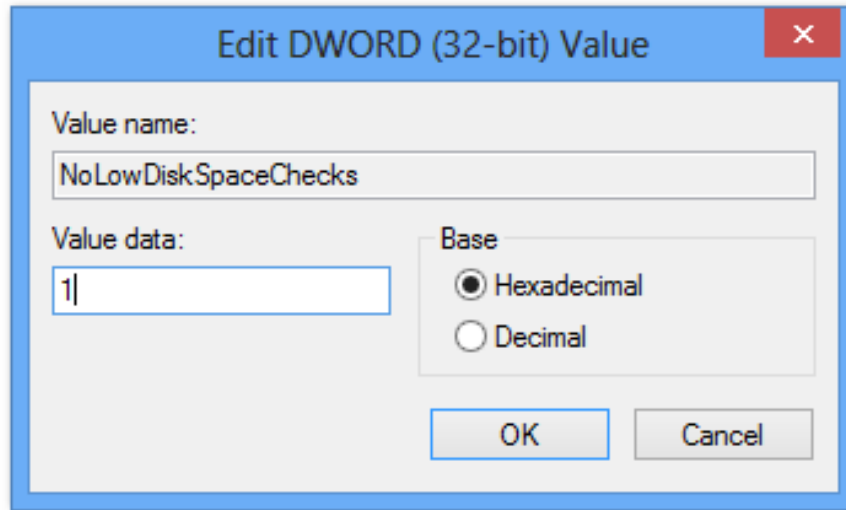 Edit DWORD (32-bit) Value
Value name:
NoLowDiskSpaceChecks
Value data:
1
Base
Hexadecimal
Decimal
OK
Cancel